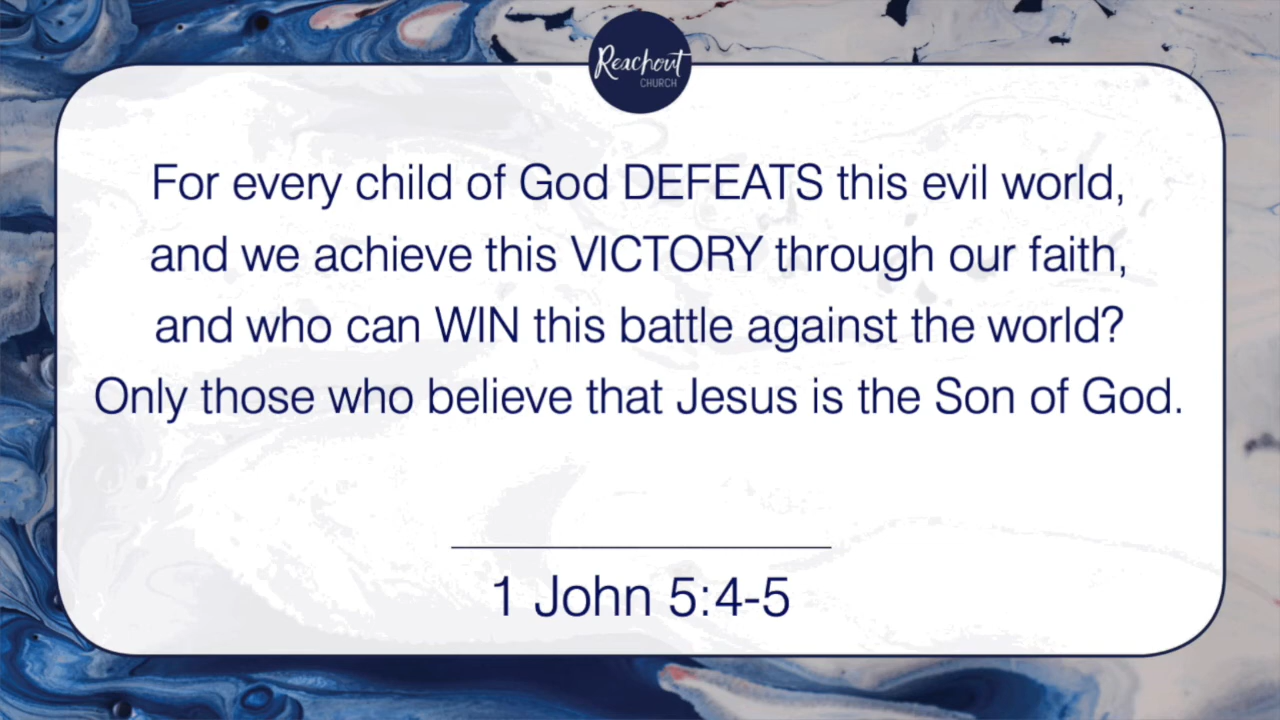 Reachout
CHURCH
For every child of God DEFEATS this evil world,
and we achieve this VICTORY through our faith,
and who can WIN this battle against the world?
Only those who believe that Jesus is the Son of God.
1 John 5:4-5